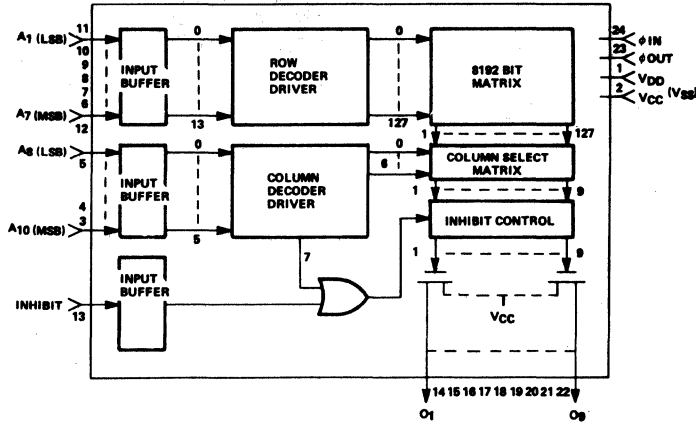 A1 (LSB)
11
10
9
8
7
6
A7 (MSB)
12
A8 (LSB)
5
4
3
A10 (MSB)
INHIBIT
13
INPUT
BUFFER
INPUT
BUFFER
INPUT
BUFFER
0
13
0
5
ROW
DECODER
DRIVER
COLUMN
DECODER
DRIVER
7
0
127
0
6
8192 BIT
MATRIX
1
127
COLUMN SELECT
MATRIX
1
9
INHIBIT CONTROL
1
9
VCC
24
φ IN
23
φ OUT
1
VDD
2
VCC (VSS)
14 15 16 17 18 19 20 21 22
O1
O9